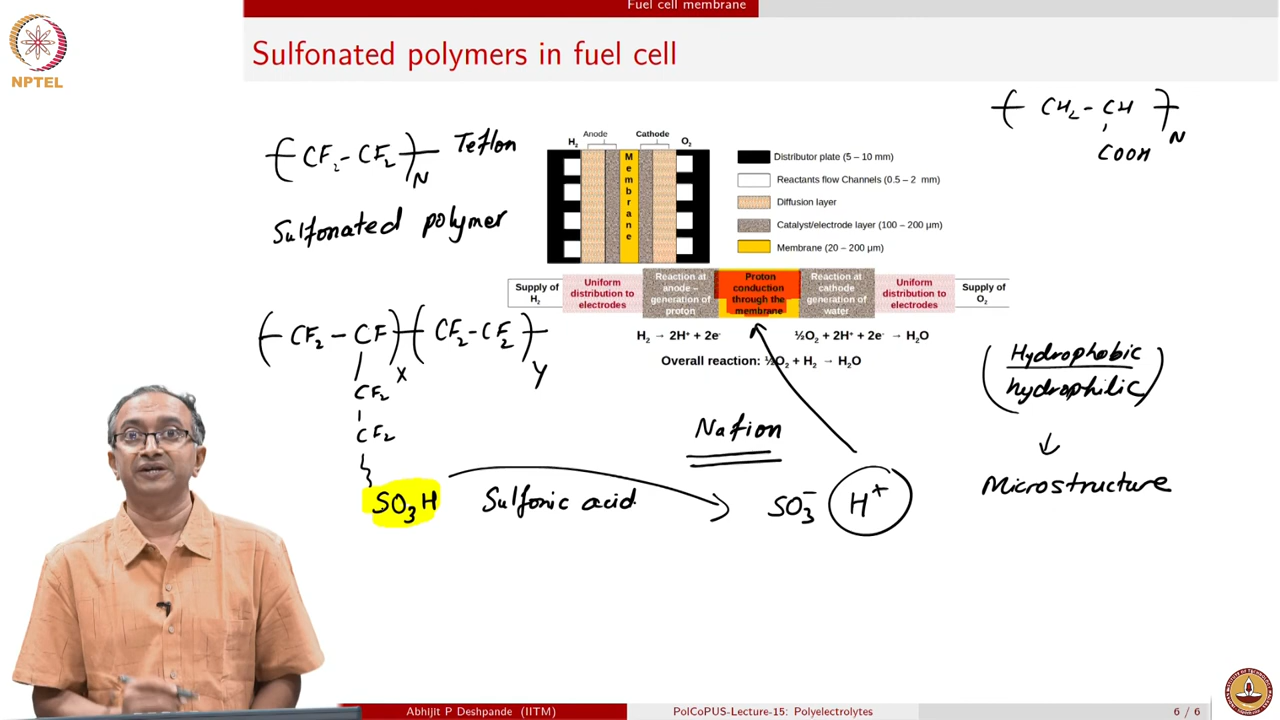 Fuel cell membrane
NPTEL
Sulfonated polymers in fuel cell
( CH₂ - CH )N
COOH
( CF₂ - CF₂ )N Teflon
Sulfonated polymer
Anode
Cathode
H₂
O₂
Membrane
Distributor plate (5 – 10 mm)
Reactants flow Channels (0.5 – 2 mm)
Diffusion layer
Catalyst/electrode layer (100 – 200 µm)
Membrane (20 – 200 µm)
Supply of
H₂
Uniform
distribution to
electrodes
Reaction at
anode –
generation of
proton
Proton
conduction
through the
membrane
Reaction at
cathode
generation of
water
Uniform
distribution to
electrodes
Supply of
O₂
H₂ → 2H⁺ + 2e⁻
½O₂ + 2H⁺ + 2e⁻ → H₂O
Overall reaction: ½O₂ + H₂ → H₂O
( CF₂ - CF )X ( CF₂ - CF₂ )Y
CF₂
CF₂
SO₃H
Sulfonic acid
Nafion
SO₃⁻ H⁺
( Hydrophobic
hydrophilic )
↓
Microstructure
Abhijit P Deshpande (IITM)
PolCoPUS-Lecture-15: Polyelectrolytes
6 / 6